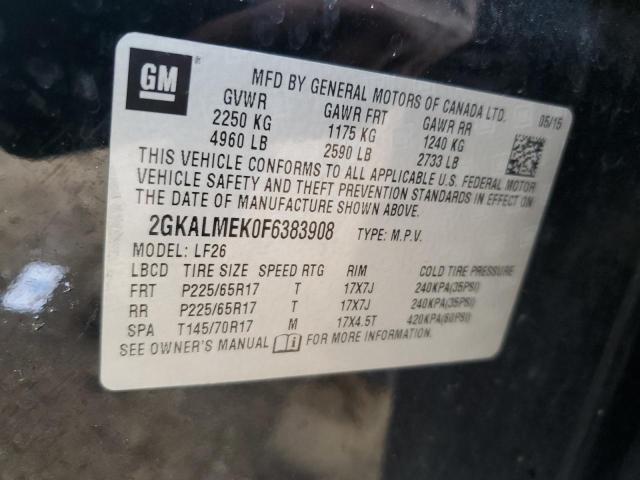 GM
MFD BY GENERAL MOTORS OF CANADA LTD. 05/15
GVWR GAWR FRT GAWR RR
2250 KG 1175 KG 1240 KG
4960 LB 2590 LB 2733 LB
THIS VEHICLE CONFORMS TO ALL APPLICABLE U.S. FEDERAL MOTOR
VEHICLE SAFETY AND THEFT PREVENTION STANDARDS IN EFFECT ON
THE DATE OF MANUFACTURE SHOWN ABOVE.
2GKALMEK0F6383908 TYPE: M.P.V.
MODEL: LF26
LBCD TIRE SIZE SPEED RTG RIM COLD TIRE PRESSURE
FRT P225/65R17 T 17X7J 240KPA(35PSI)
RR P225/65R17 T 17X7J 240KPA(35PSI)
SPA T145/70R17 M 17X4.5T 420KPA(60PSI)
SEE OWNER'S MANUAL FOR MORE INFORMATION.